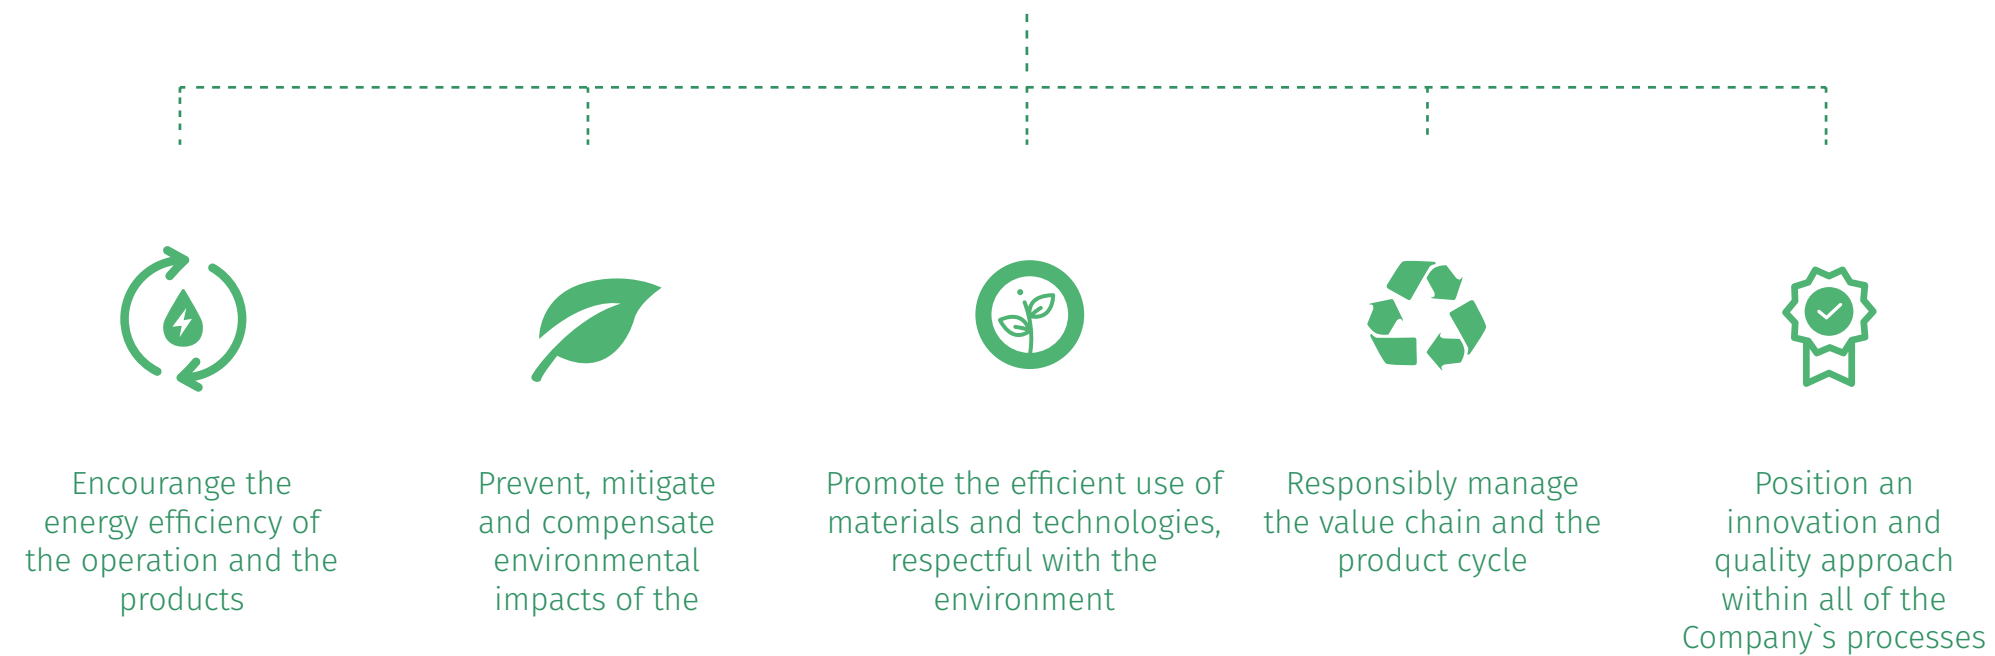 Encourange the
energy efficiency of
the operation and the
products
Prevent, mitigate
and compensate
environmental
impacts of the
Promote the efficient use of
materials and technologies,
respectful with the
environment
Responsibly manage
the value chain and the
product cycle
Position an
innovation and
quality approach
within all of the
Company`s processes